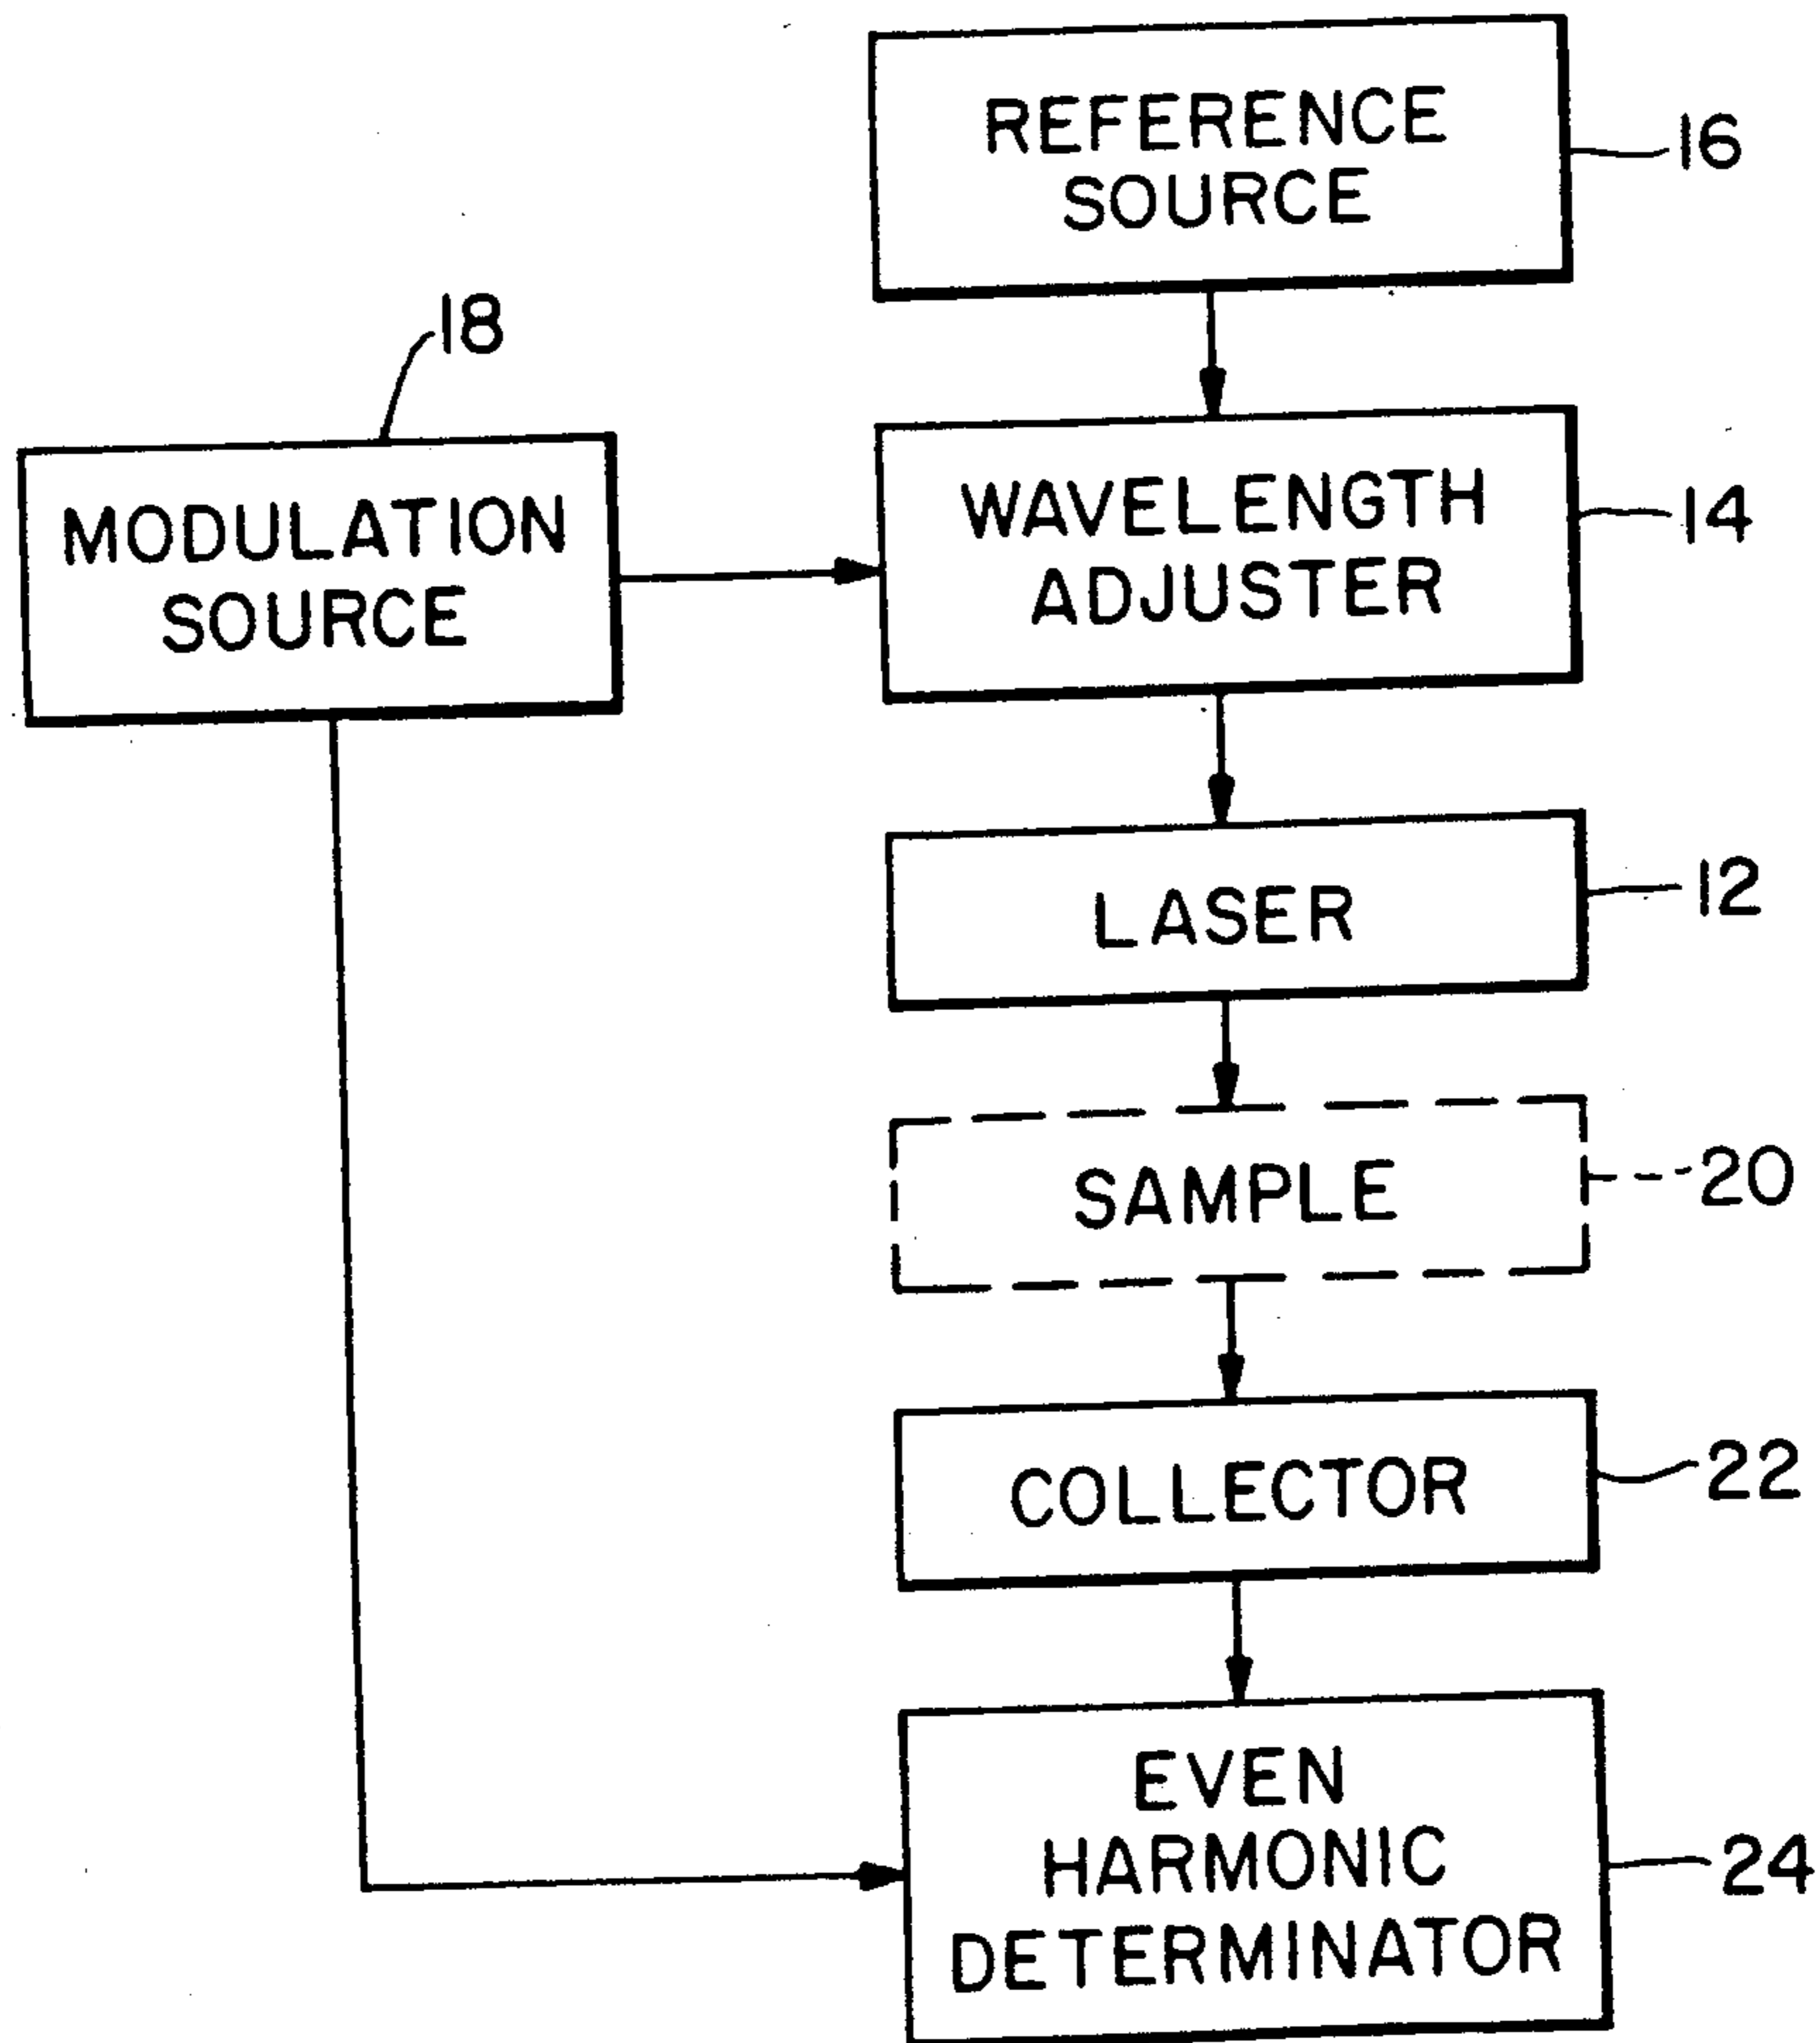 REFERENCE
SOURCE
16
18
MODULATION
SOURCE
WAVELENGTH
ADJUSTER
14
LASER
12
SAMPLE
20
COLLECTOR
22
EVEN
HARMONIC
DETERMINATOR
24